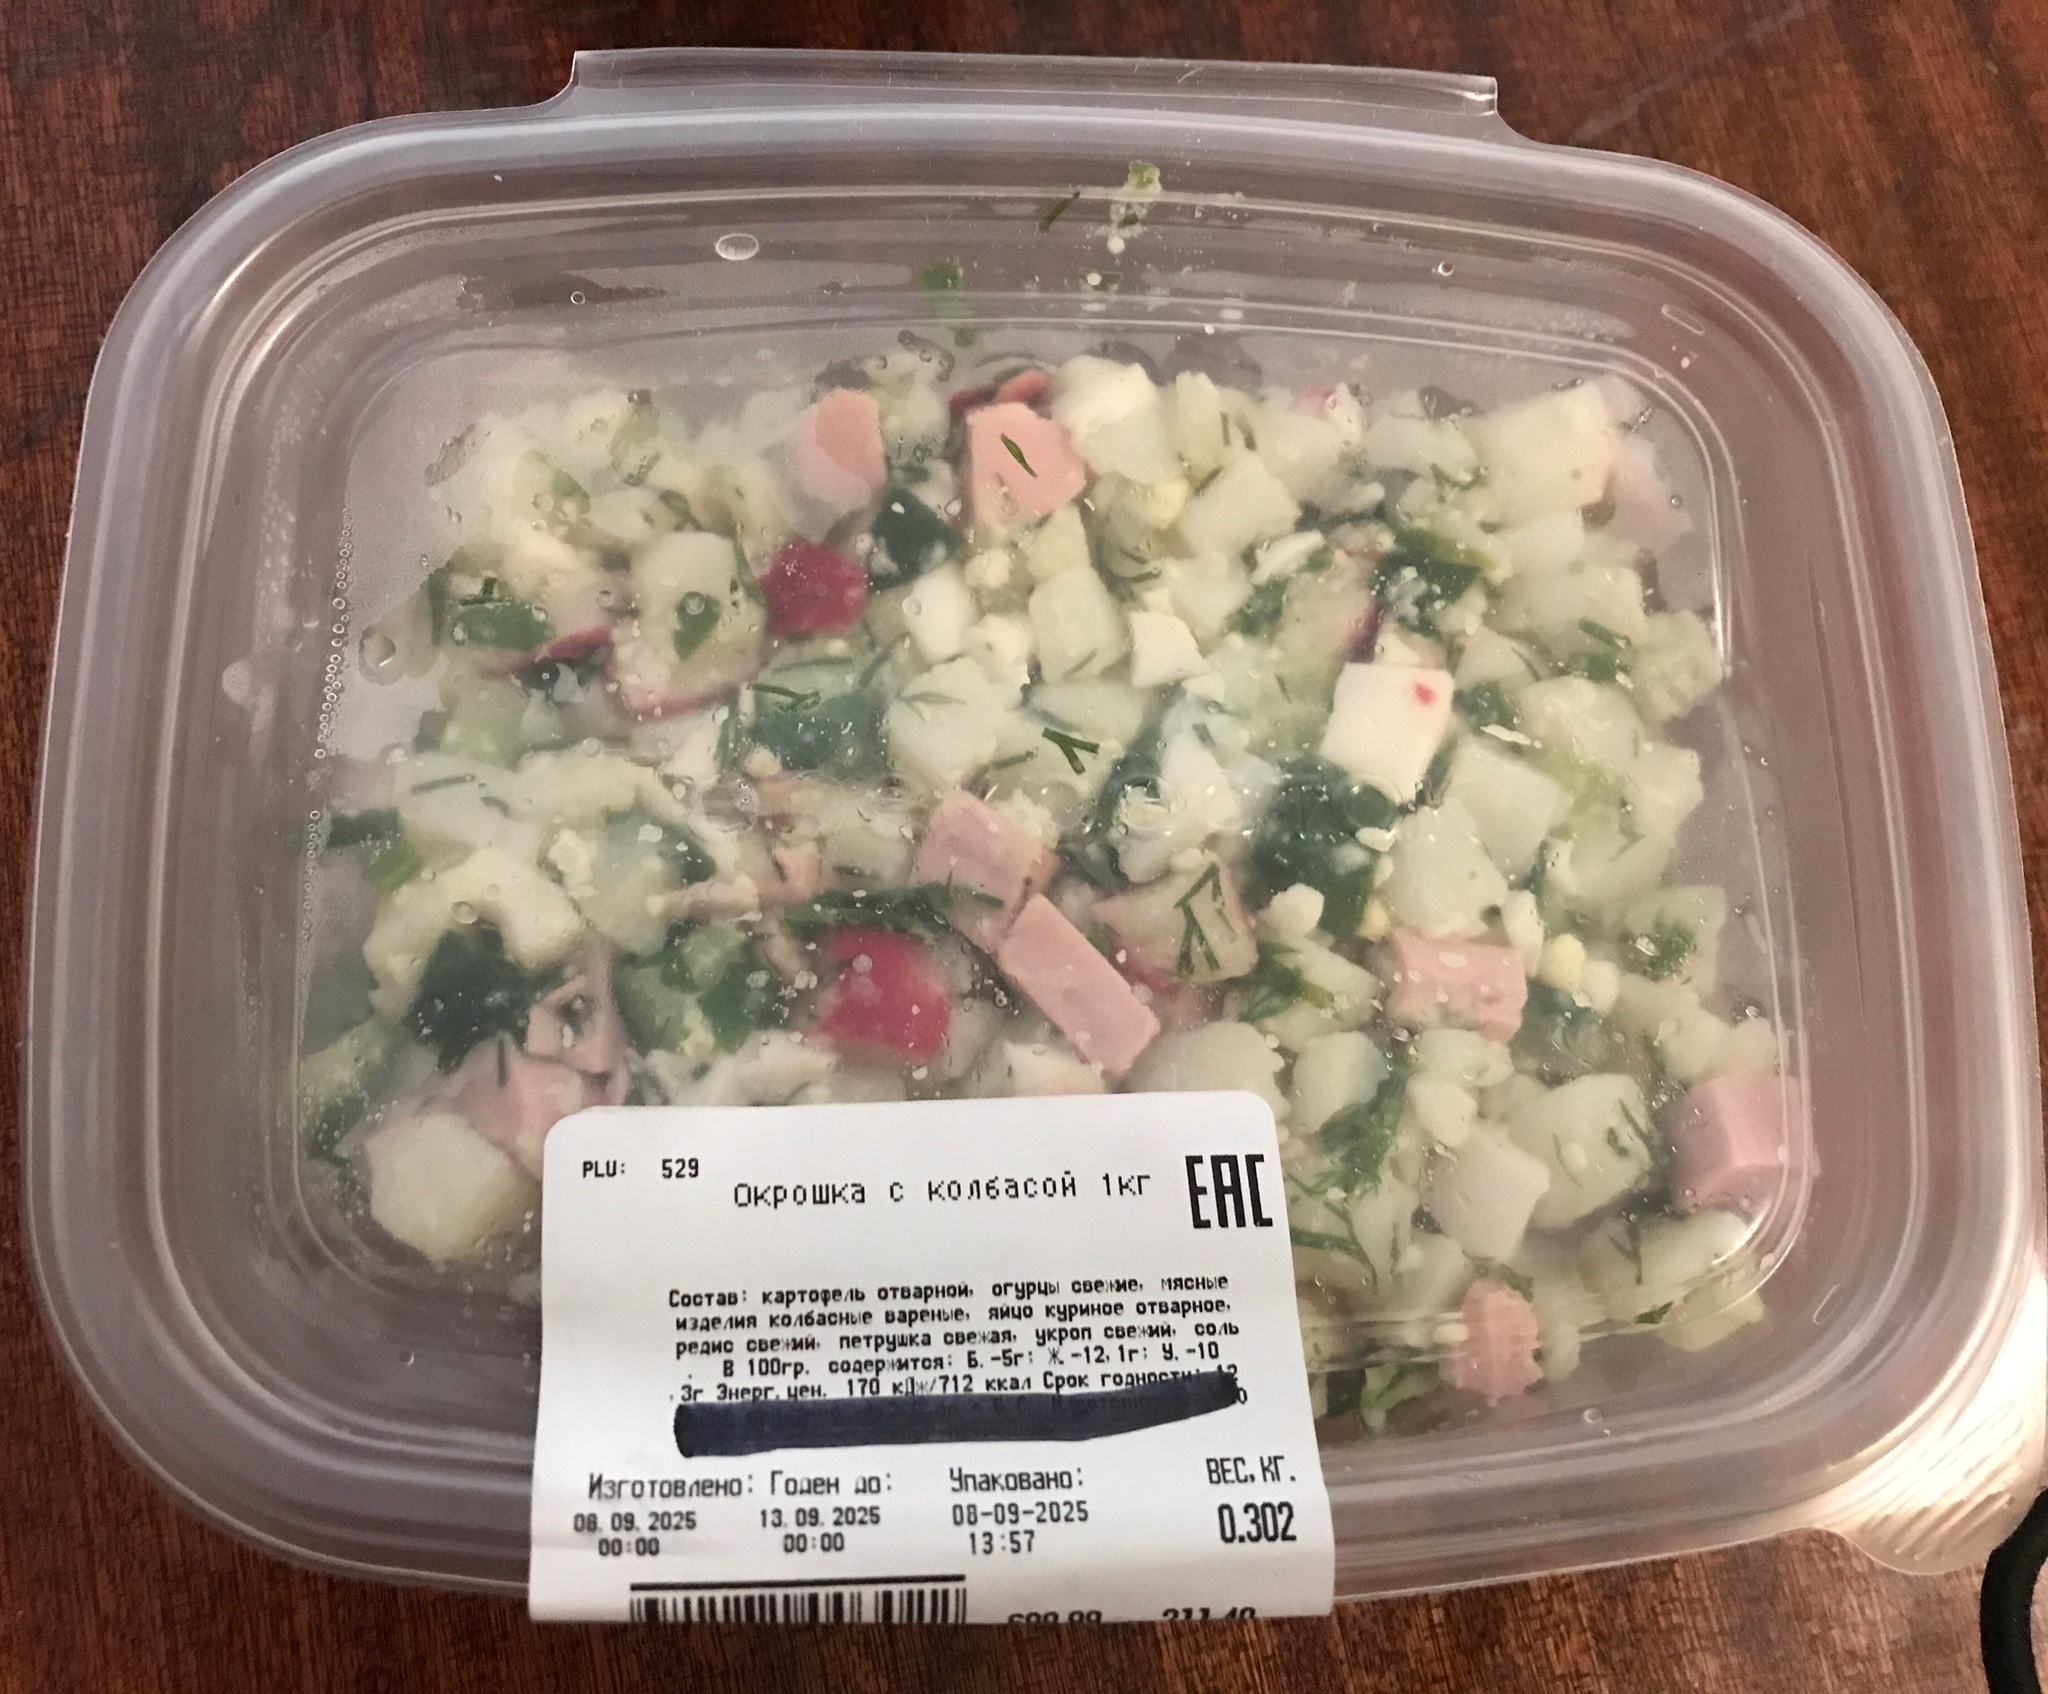 PLU: 529
Окрошка с колбасой 1кг
EAC
Состав: картофель отварной, огурцы свежие, мясные
изделия колбасные вареные, яйцо куриное отварное,
редис свежий, петрушка свежая, укроп свежий, соль
. В 100гр. содержится: Б. -5г; Ж. -12,1г; У. -10
.3г Энерг.цен. 170 кДж/712 ккал Срок годности: 12
Изготовлено: Годен до: Упаковано: ВЕС, КГ.
08.09.2025 13.09.2025 08-09-2025 0.302
00:00 00:00 13:57